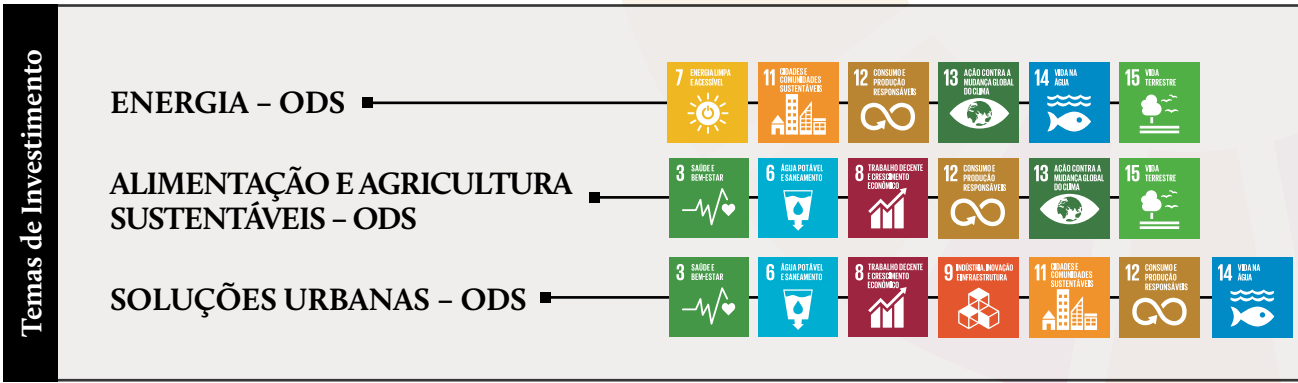 Temas de Investimento
ENERGIA – ODS
7 ENERGIA LIMPA
E ACESSÍVEL
11 CIDADES E
COMUNIDADES
SUSTENTÁVEIS
12 CONSUMO E
PRODUÇÃO
RESPONSÁVEIS
13 AÇÃO CONTRA A
MUDANÇA GLOBAL
DO CLIMA
14 VIDA NA
ÁGUA
15 VIDA
TERRESTRE
ALIMENTAÇÃO E AGRICULTURA
SUSTENTÁVEIS – ODS
3 SAÚDE E
BEM-ESTAR
6 ÁGUA POTÁVEL
E SANEAMENTO
8 TRABALHO DECENTE
E CRESCIMENTO
ECONÔMICO
12 CONSUMO E
PRODUÇÃO
RESPONSÁVEIS
13 AÇÃO CONTRA A
MUDANÇA GLOBAL
DO CLIMA
15 VIDA
TERRESTRE
SOLUÇÕES URBANAS – ODS
3 SAÚDE E
BEM-ESTAR
6 ÁGUA POTÁVEL
E SANEAMENTO
8 TRABALHO DECENTE
E CRESCIMENTO
ECONÔMICO
9 INDÚSTRIA, INOVAÇÃO
E INFRAESTRUTURA
11 CIDADES E
COMUNIDADES
SUSTENTÁVEIS
12 CONSUMO E
PRODUÇÃO
RESPONSÁVEIS
14 VIDA NA
ÁGUA